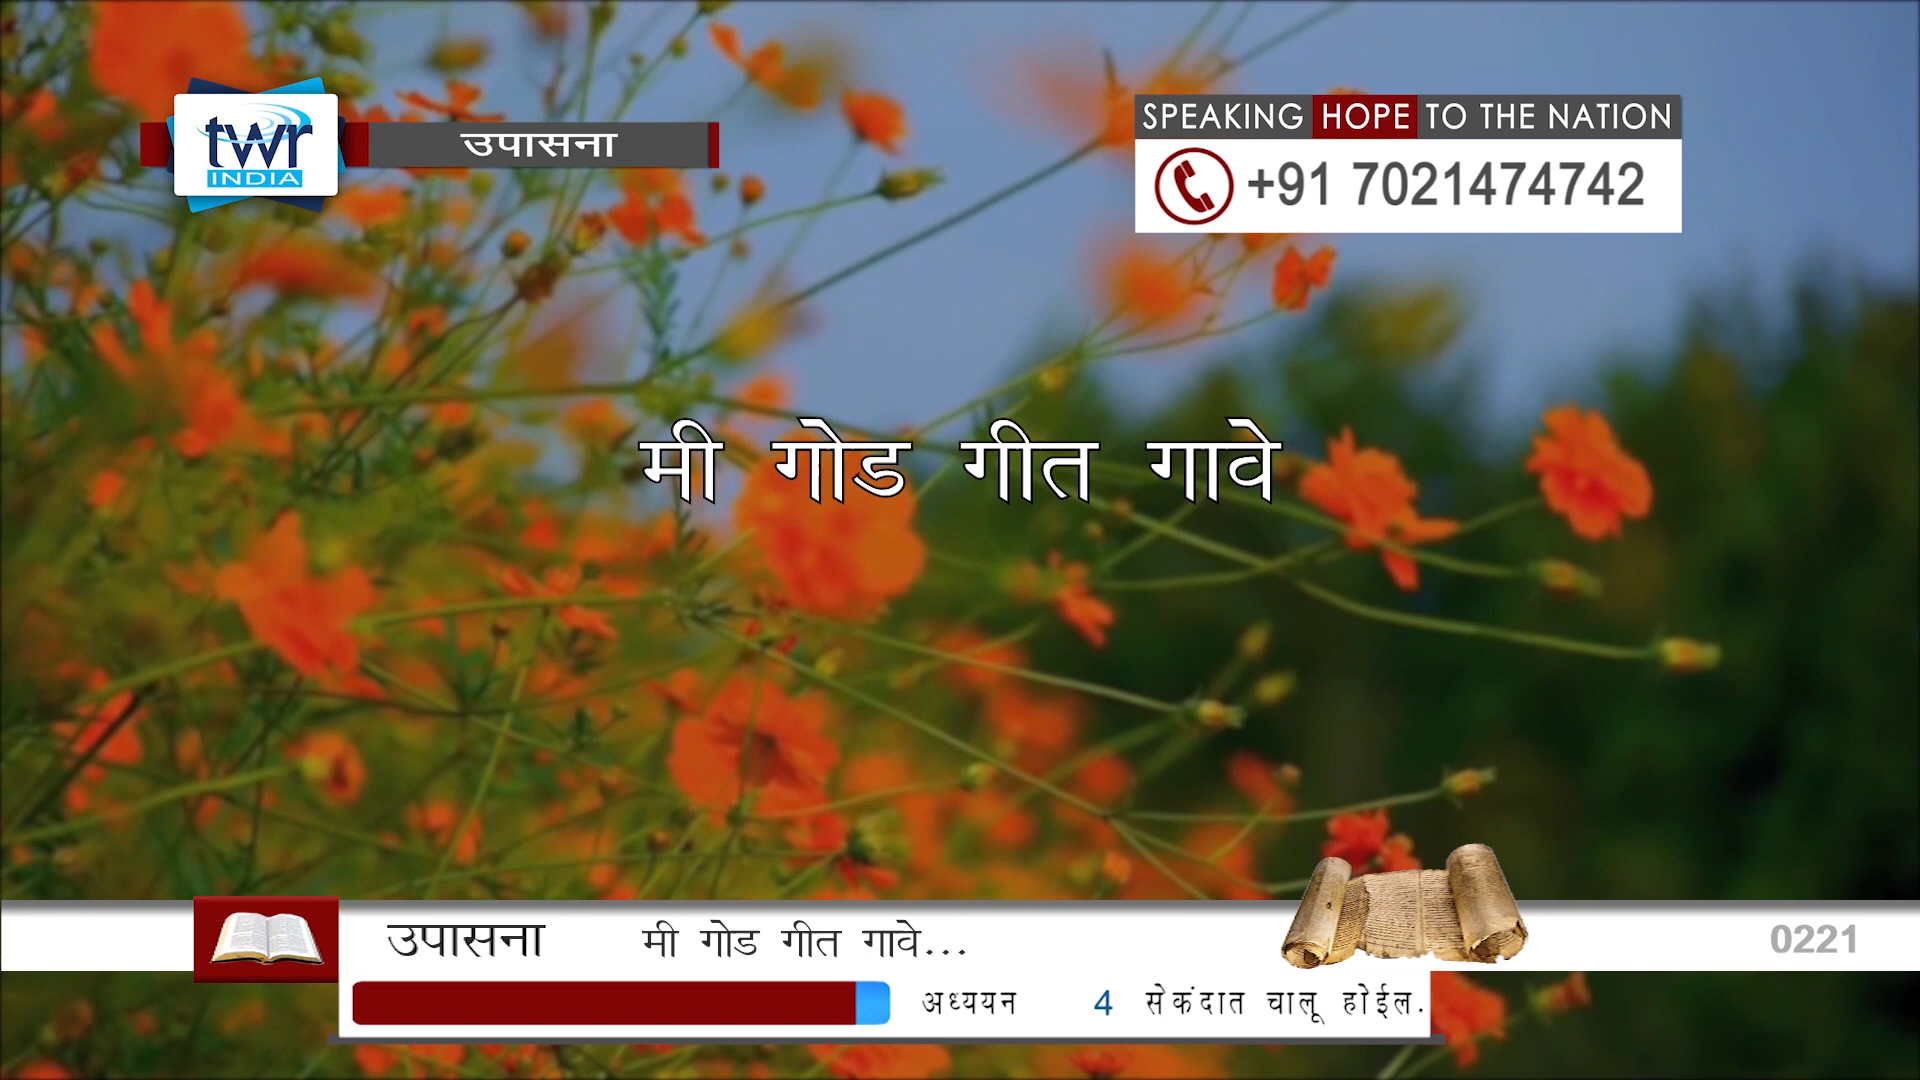 twr
INDIA
उपासना
SPEAKING HOPE TO THE NATION
+91 7021474742
मी गोड गीत गावे
उपासना मी गोड गीत गावे...
0221
अध्ययन 4 सेकंदात चालू होईल.